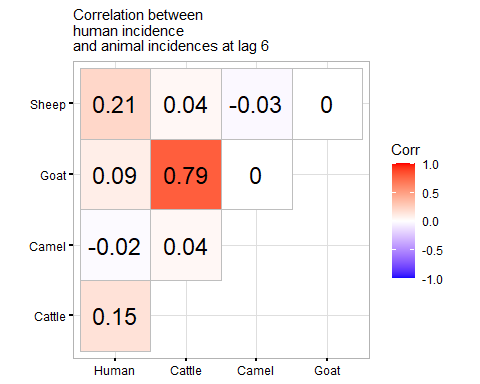 Correlation between
human incidence
and animal incidences at lag 6
Sheep 0.21 0.04 -0.03 0
Goat 0.09 0.79 0
Camel -0.02 0.04
Cattle 0.15
Human Cattle Camel Goat
Corr
1.0
0.5
0.0
-0.5
-1.0